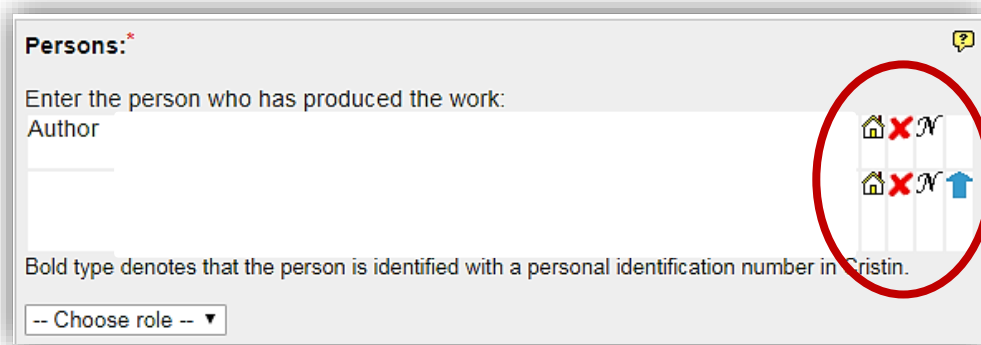 Persons:*
?
Enter the person who has produced the work:
Author
N
N
Bold type denotes that the person is identified with a personal identification number in Cristin.
-- Choose role --